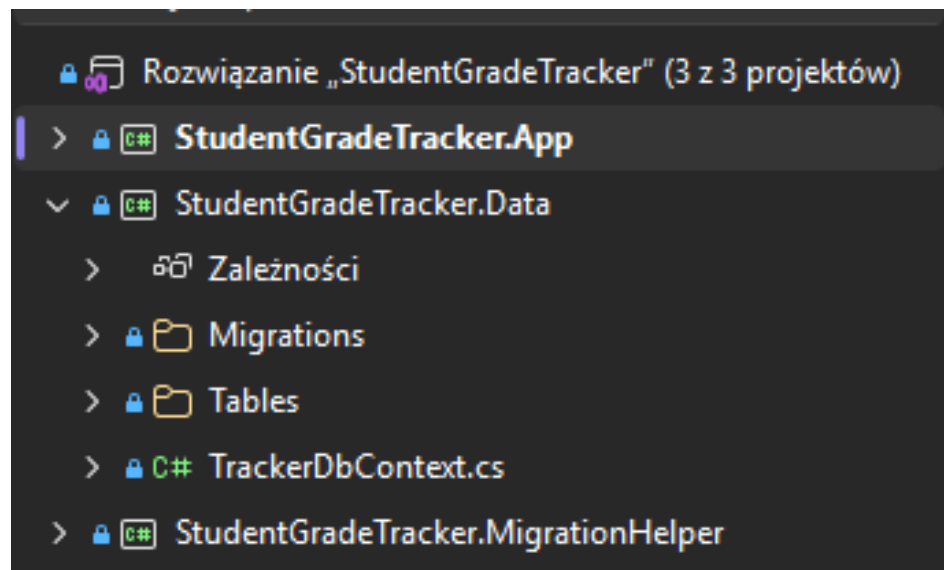 Rozwiązanie „StudentGradeTracker” (3 z 3 projektów)
C# StudentGradeTracker.App
C# StudentGradeTracker.Data
Zależności
Migrations
Tables
C# TrackerDbContext.cs
C# StudentGradeTracker.MigrationHelper